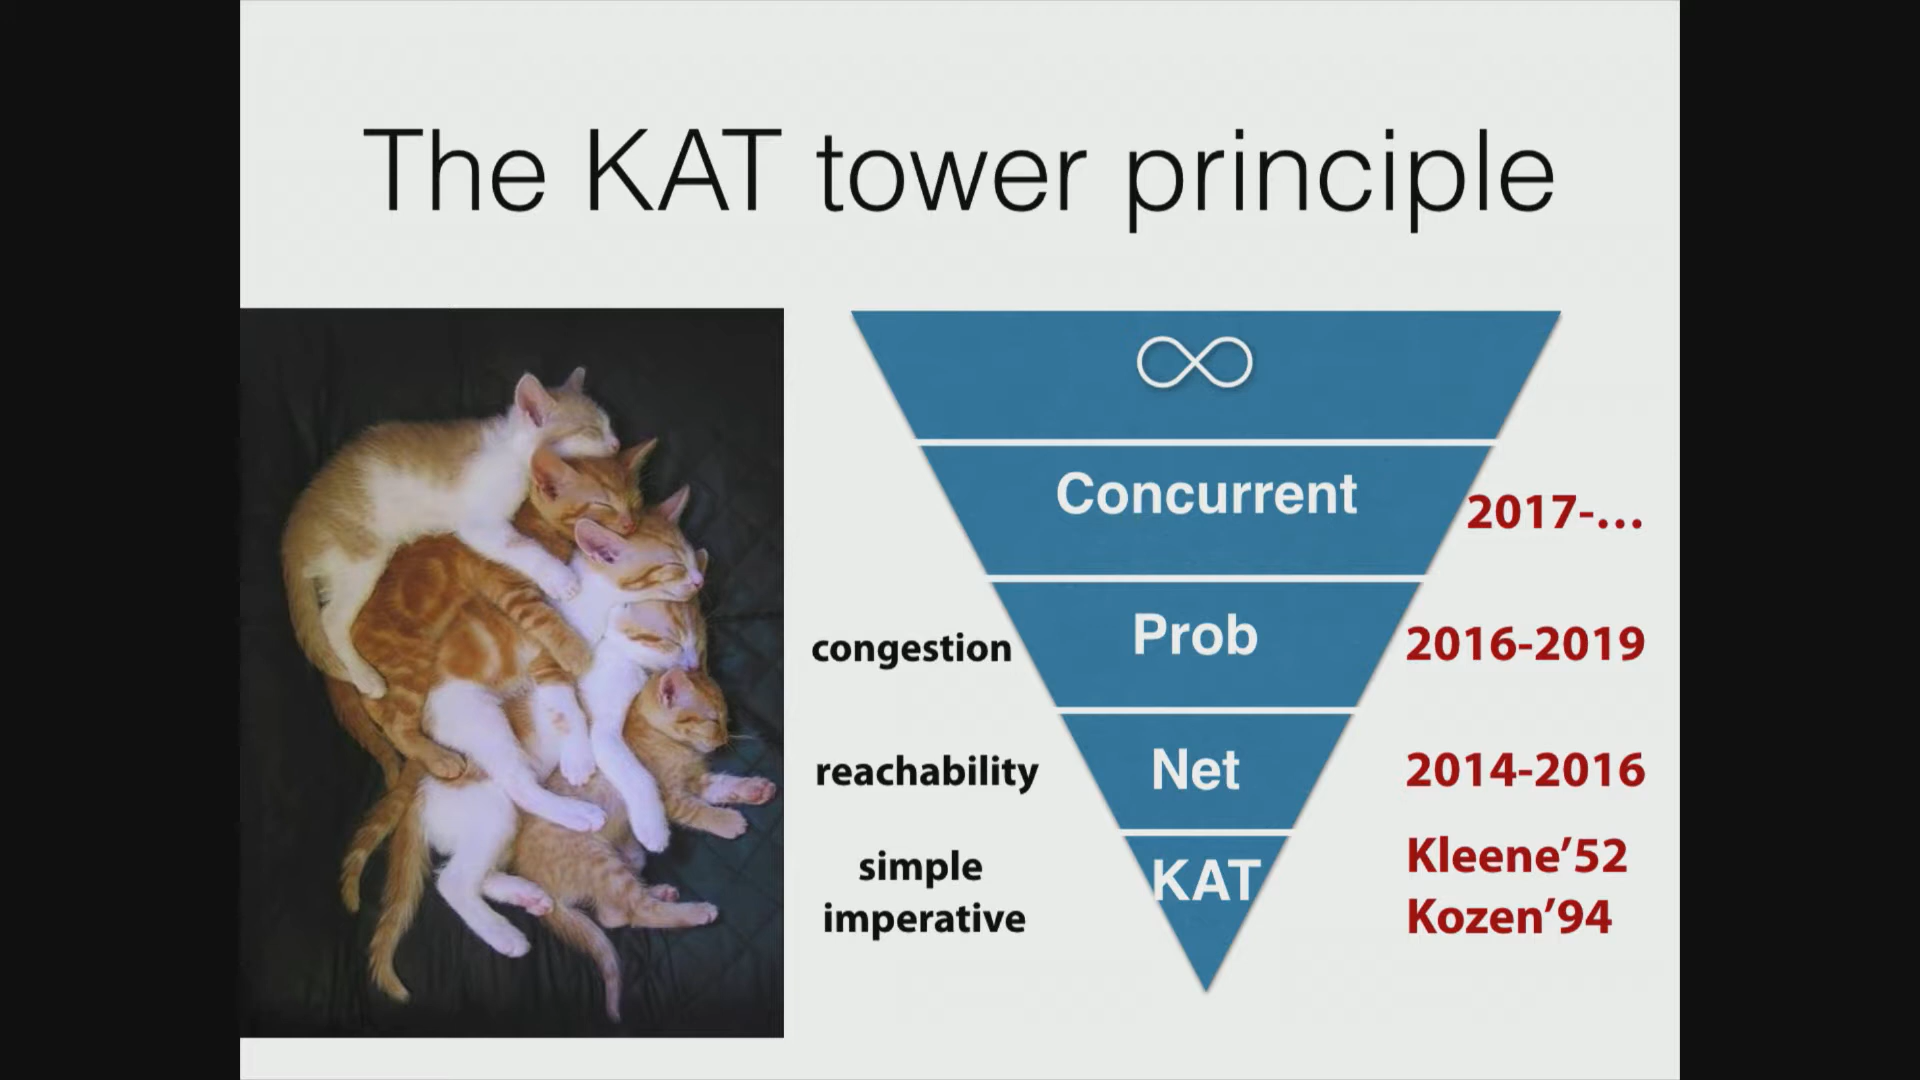 The KAT tower principle
∞
Concurrent
2017-…
congestion
Prob
2016-2019
reachability
Net
2014-2016
simple
imperative
KAT
Kleene’52
Kozen’94